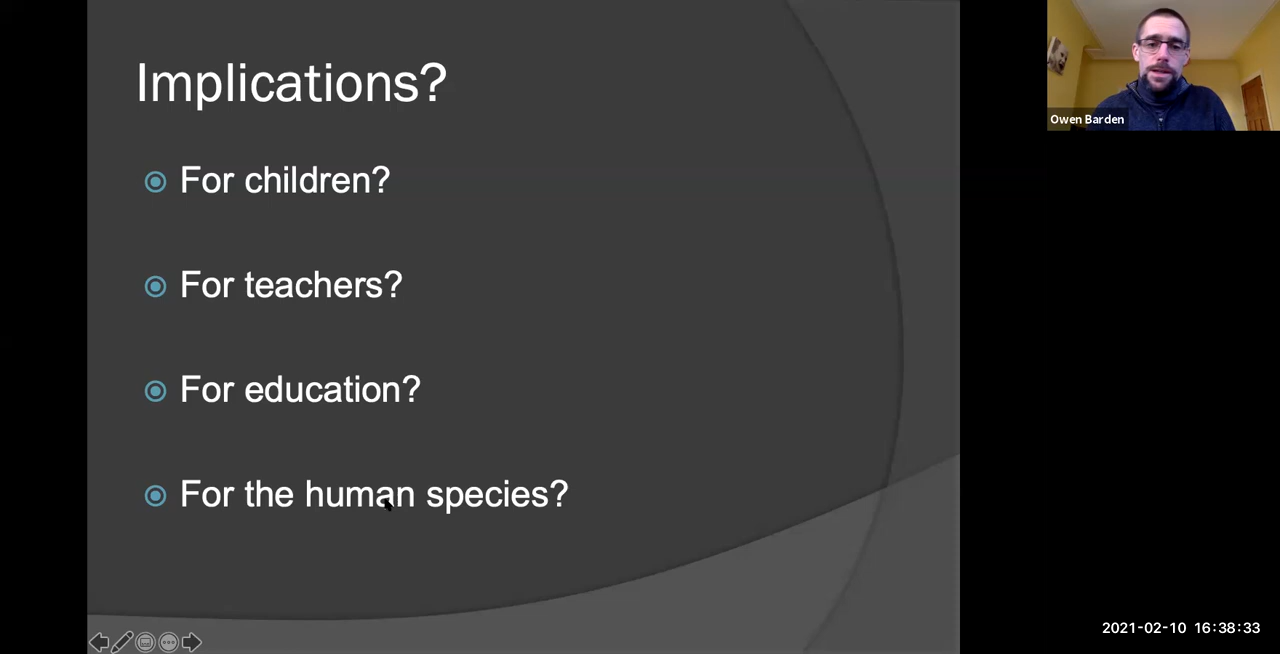 Implications?
For children?
For teachers?
For education?
For the human species?
Owen Barden
2021-02-10 16:38:33